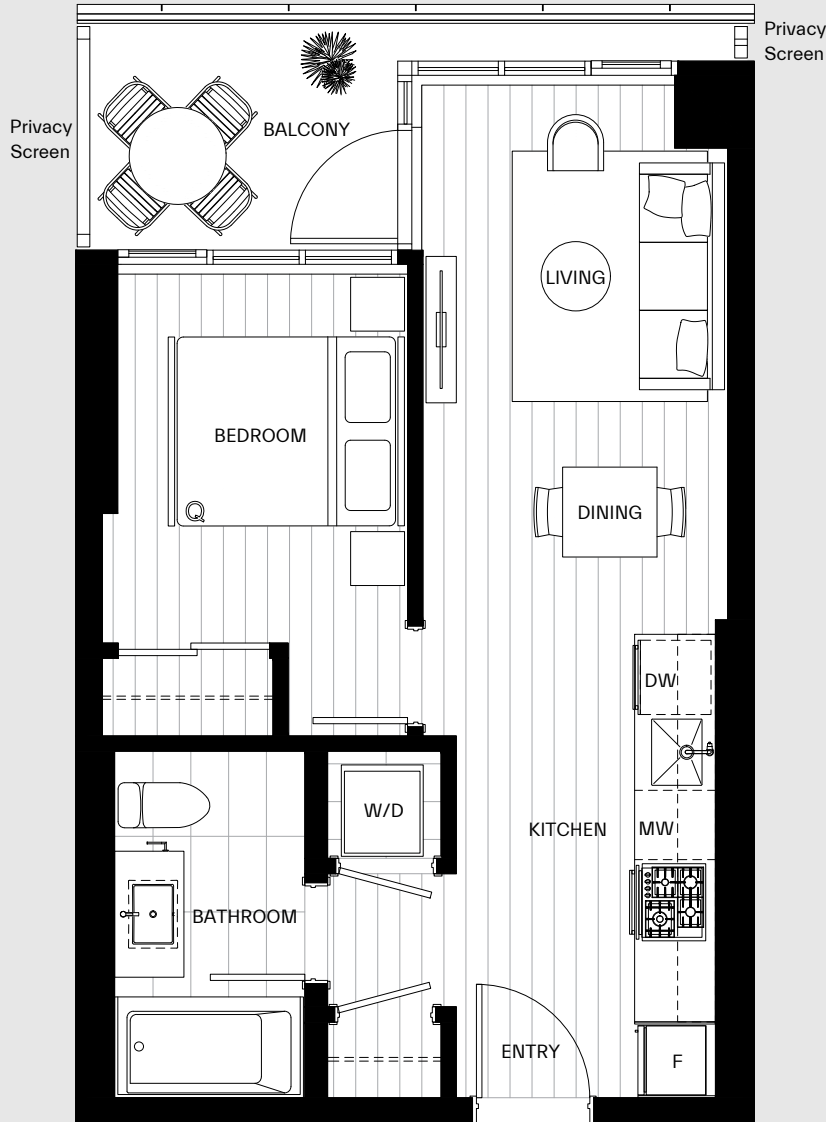 Privacy
Screen
Privacy
Screen
BALCONY
LIVING
BEDROOM
Q
DINING
DW
W/D
KITCHEN
MW
BATHROOM
ENTRY
F